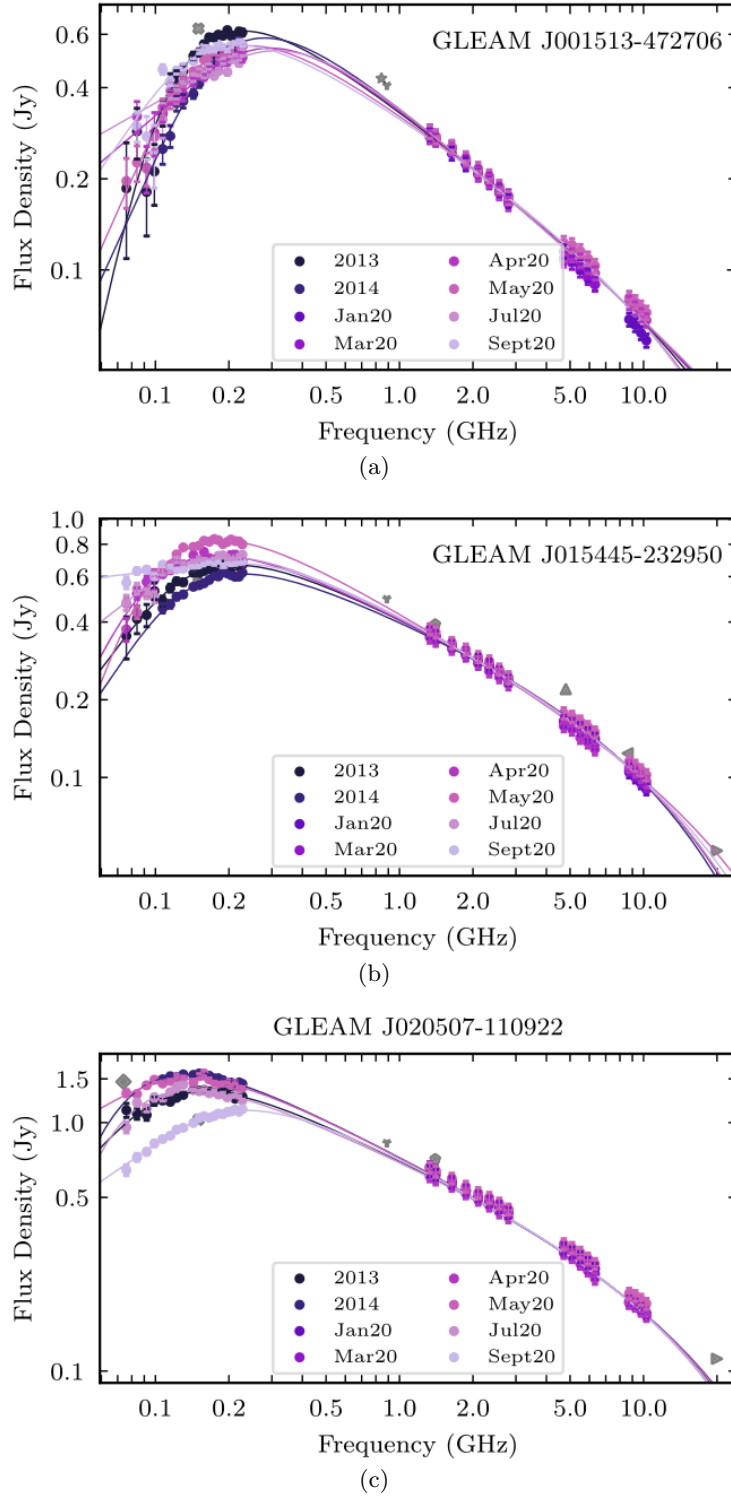 GLEAM J001513-472706
0.6
0.4
0.2
0.1
Flux Density (Jy)
2013 Apr20
2014 May20
Jan20 Jul20
Mar20 Sept20
0.1 0.2 0.5 1.0 2.0 5.0 10.0
Frequency (GHz)
(a)
1.0
0.8
GLEAM J015445-232950
0.6
0.4
0.2
0.1
Flux Density (Jy)
2013 Apr20
2014 May20
Jan20 Jul20
Mar20 Sept20
0.1 0.2 0.5 1.0 2.0 5.0 10.0
Frequency (GHz)
(b)
GLEAM J020507-110922
1.5
1.0
0.5
0.1
Flux Density (Jy)
2013 Apr20
2014 May20
Jan20 Jul20
Mar20 Sept20
0.1 0.2 0.5 1.0 2.0 5.0 10.0
Frequency (GHz)
(c)